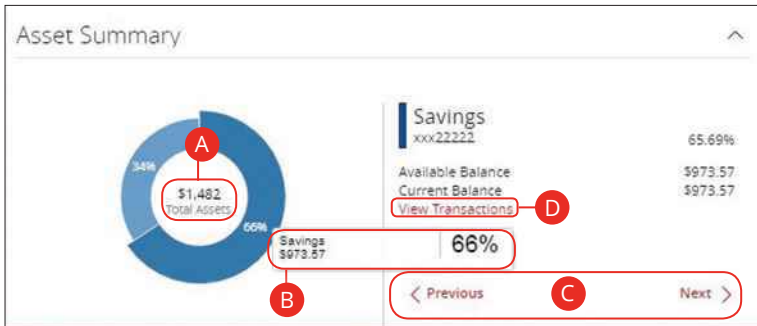 Asset Summary
A
34%
$1,482
Total Assets
66%
Savings
$973.57
66%
B
Savings
xxx22222
65.69%
Available Balance $973.57
Current Balance $973.57
View Transactions
D
Previous
C
Next